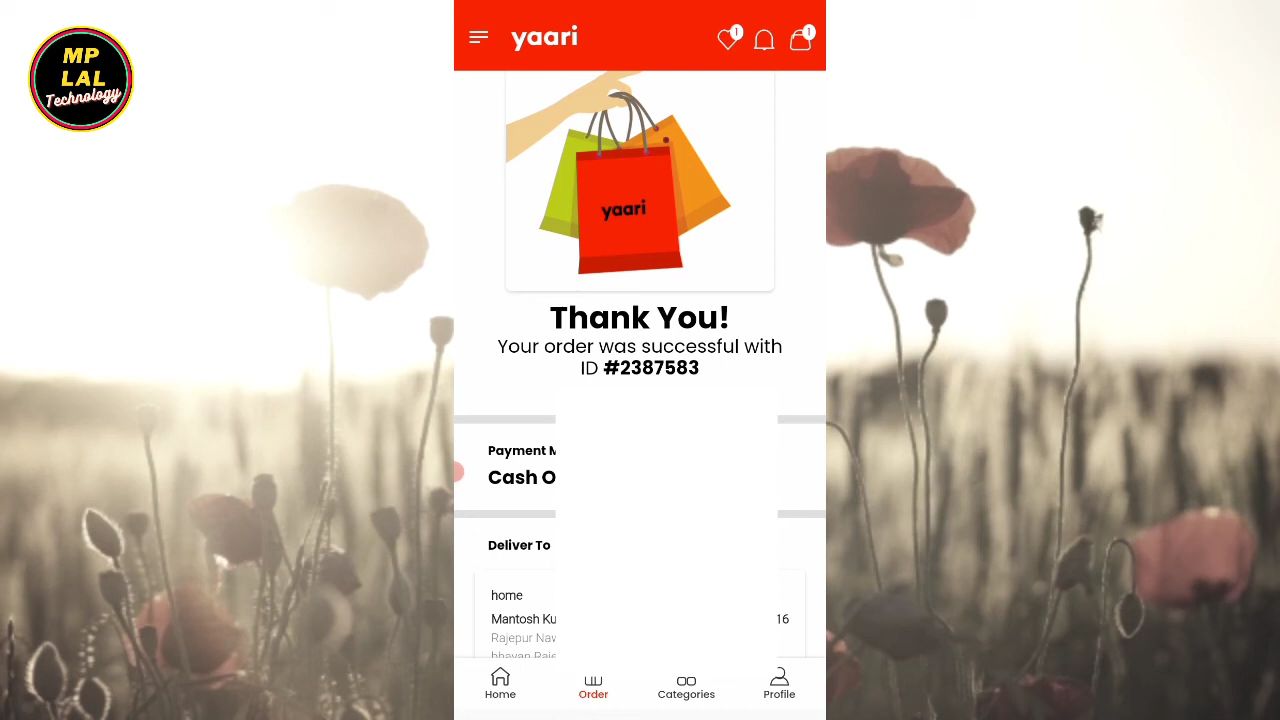 MP
LAL
Technology
yaari
1
1
yaari
Thank You!
Your order was successful with
ID #2387583
Payment
Cash O
Deliver To
home
Mantosh Ku
16
Rajepur Nav
Home
Order
Categories
Profile